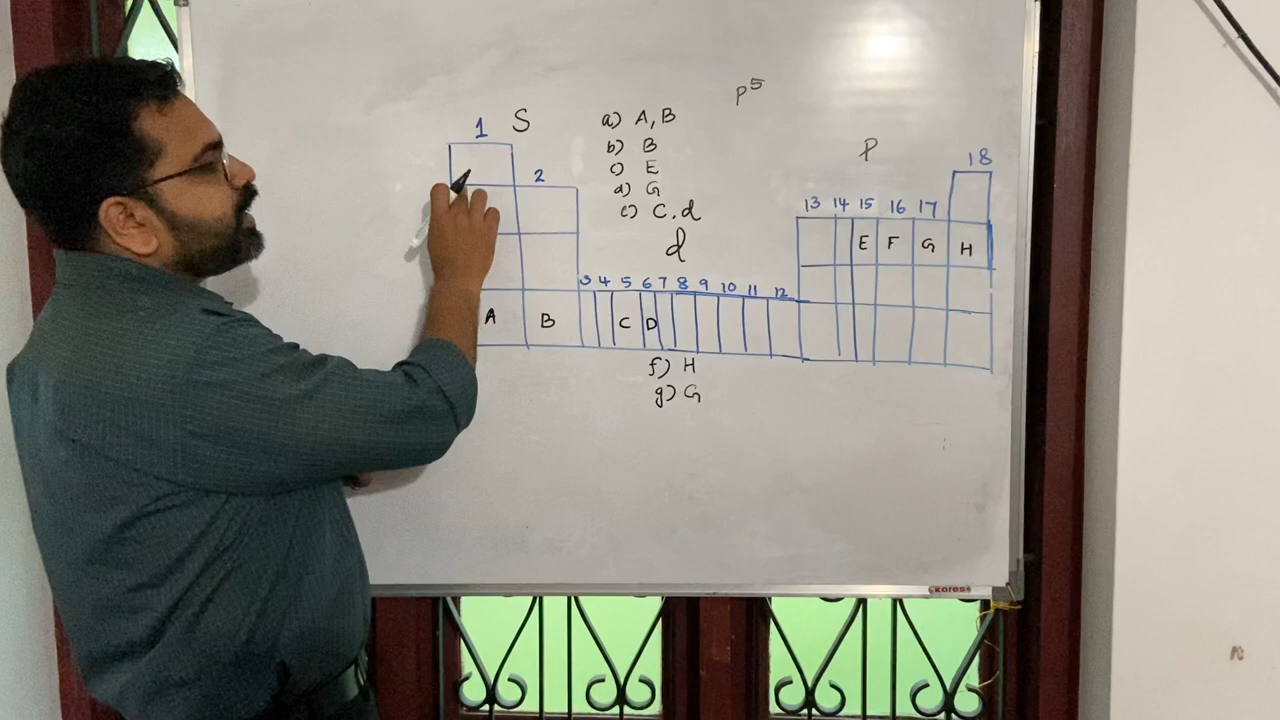 p⁵
1 S
a) A, B
b) B
c) E
d) G
e) C, d
P
18
2
13 14 15 16 17
d
E F G H
3 4 5 6 7 8 9 10 11 12
A B C D
f) H
g) G
kores